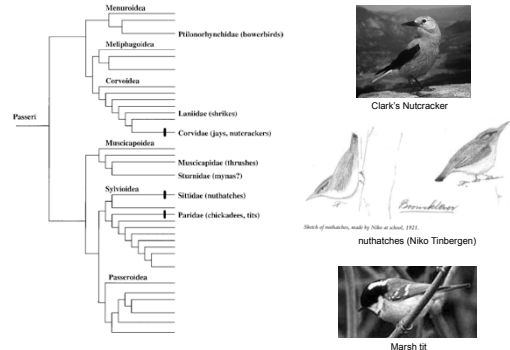 Menuroidea
Ptilonorhynchidae (bowerbirds)
Meliphagoidea
Corvoidea
Laniidae (shrikes)
Passeri
Corvidae (jays, nutcrackers)
Muscicapoidea
Muscicapidae (thrushes)
Sturnidae (mynas?)
Sylvioidea
Sittidae (nuthatches)
Paridae (chickadees, tits)
Passeroidea
Clark's Nutcracker
Sketch of nuthatches, made by Niko at school, 1921.
nuthatches (Niko Tinbergen)
Marsh tit